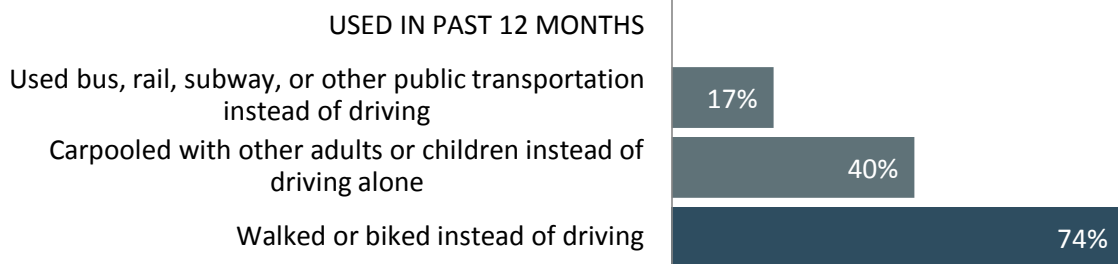 USED IN PAST 12 MONTHS
Used bus, rail, subway, or other public transportation
instead of driving
17%
Carpooled with other adults or children instead of
driving alone
40%
Walked or biked instead of driving
74%